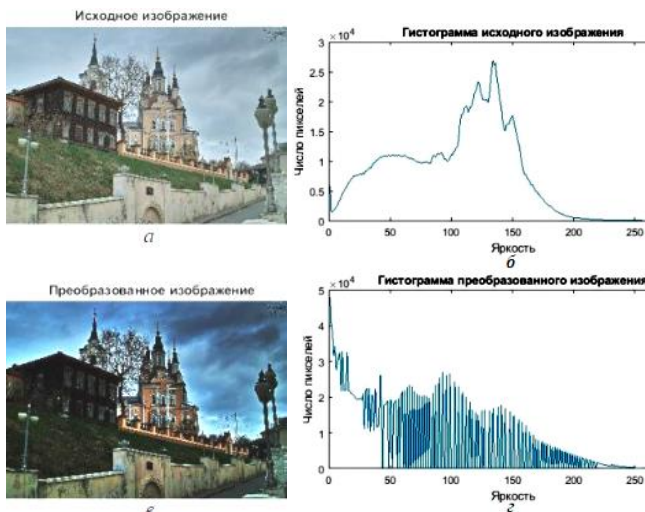 Исходное изображение
а
×10⁴
Гистограмма исходного изображения
Число пикселей
3
2.5
2
1.5
1
0.5
0
0 50 100 150 200 250
Яркость
б
Преобразованное изображение
в
×10⁴
Гистограмма преобразованного изображения
Число пикселей
5
4
3
2
1
0
0 50 100 150 200 250
Яркость
г